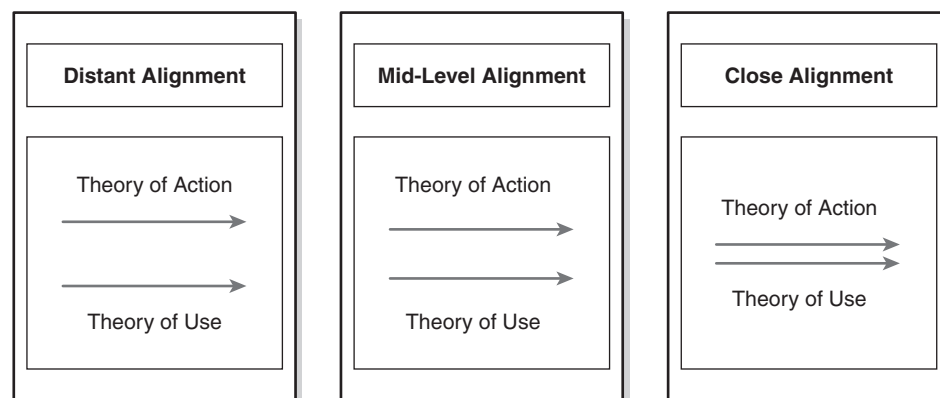 Distant Alignment
Theory of Action
Theory of Use
Mid-Level Alignment
Theory of Action
Theory of Use
Close Alignment
Theory of Action
Theory of Use